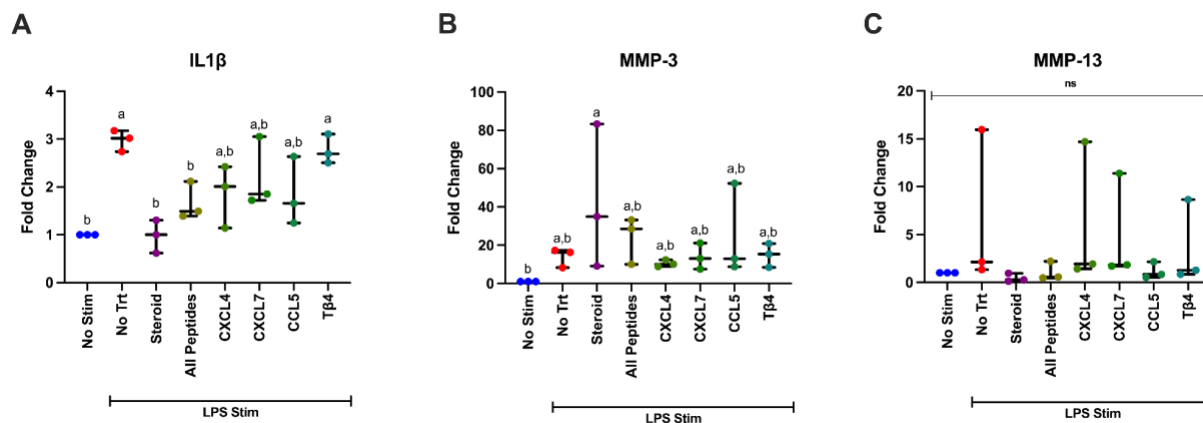 A
IL1β
Fold Change
4
3
2
1
0
b
a
b
b
a,b
a,b
a,b
a
No Stim
No Trt
Steroid
All Peptides
CXCL4
CXCL7
CCL5
Tβ4
LPS Stim
B
MMP-3
Fold Change
100
80
60
40
20
0
b
a,b
a
a,b
a,b
a,b
a,b
a,b
No Stim
No Trt
Steroid
All Peptides
CXCL4
CXCL7
CCL5
Tβ4
LPS Stim
C
MMP-13
ns
Fold Change
20
15
10
5
0
No Stim
No Trt
Steroid
All Peptides
CXCL4
CXCL7
CCL5
Tβ4
LPS Stim